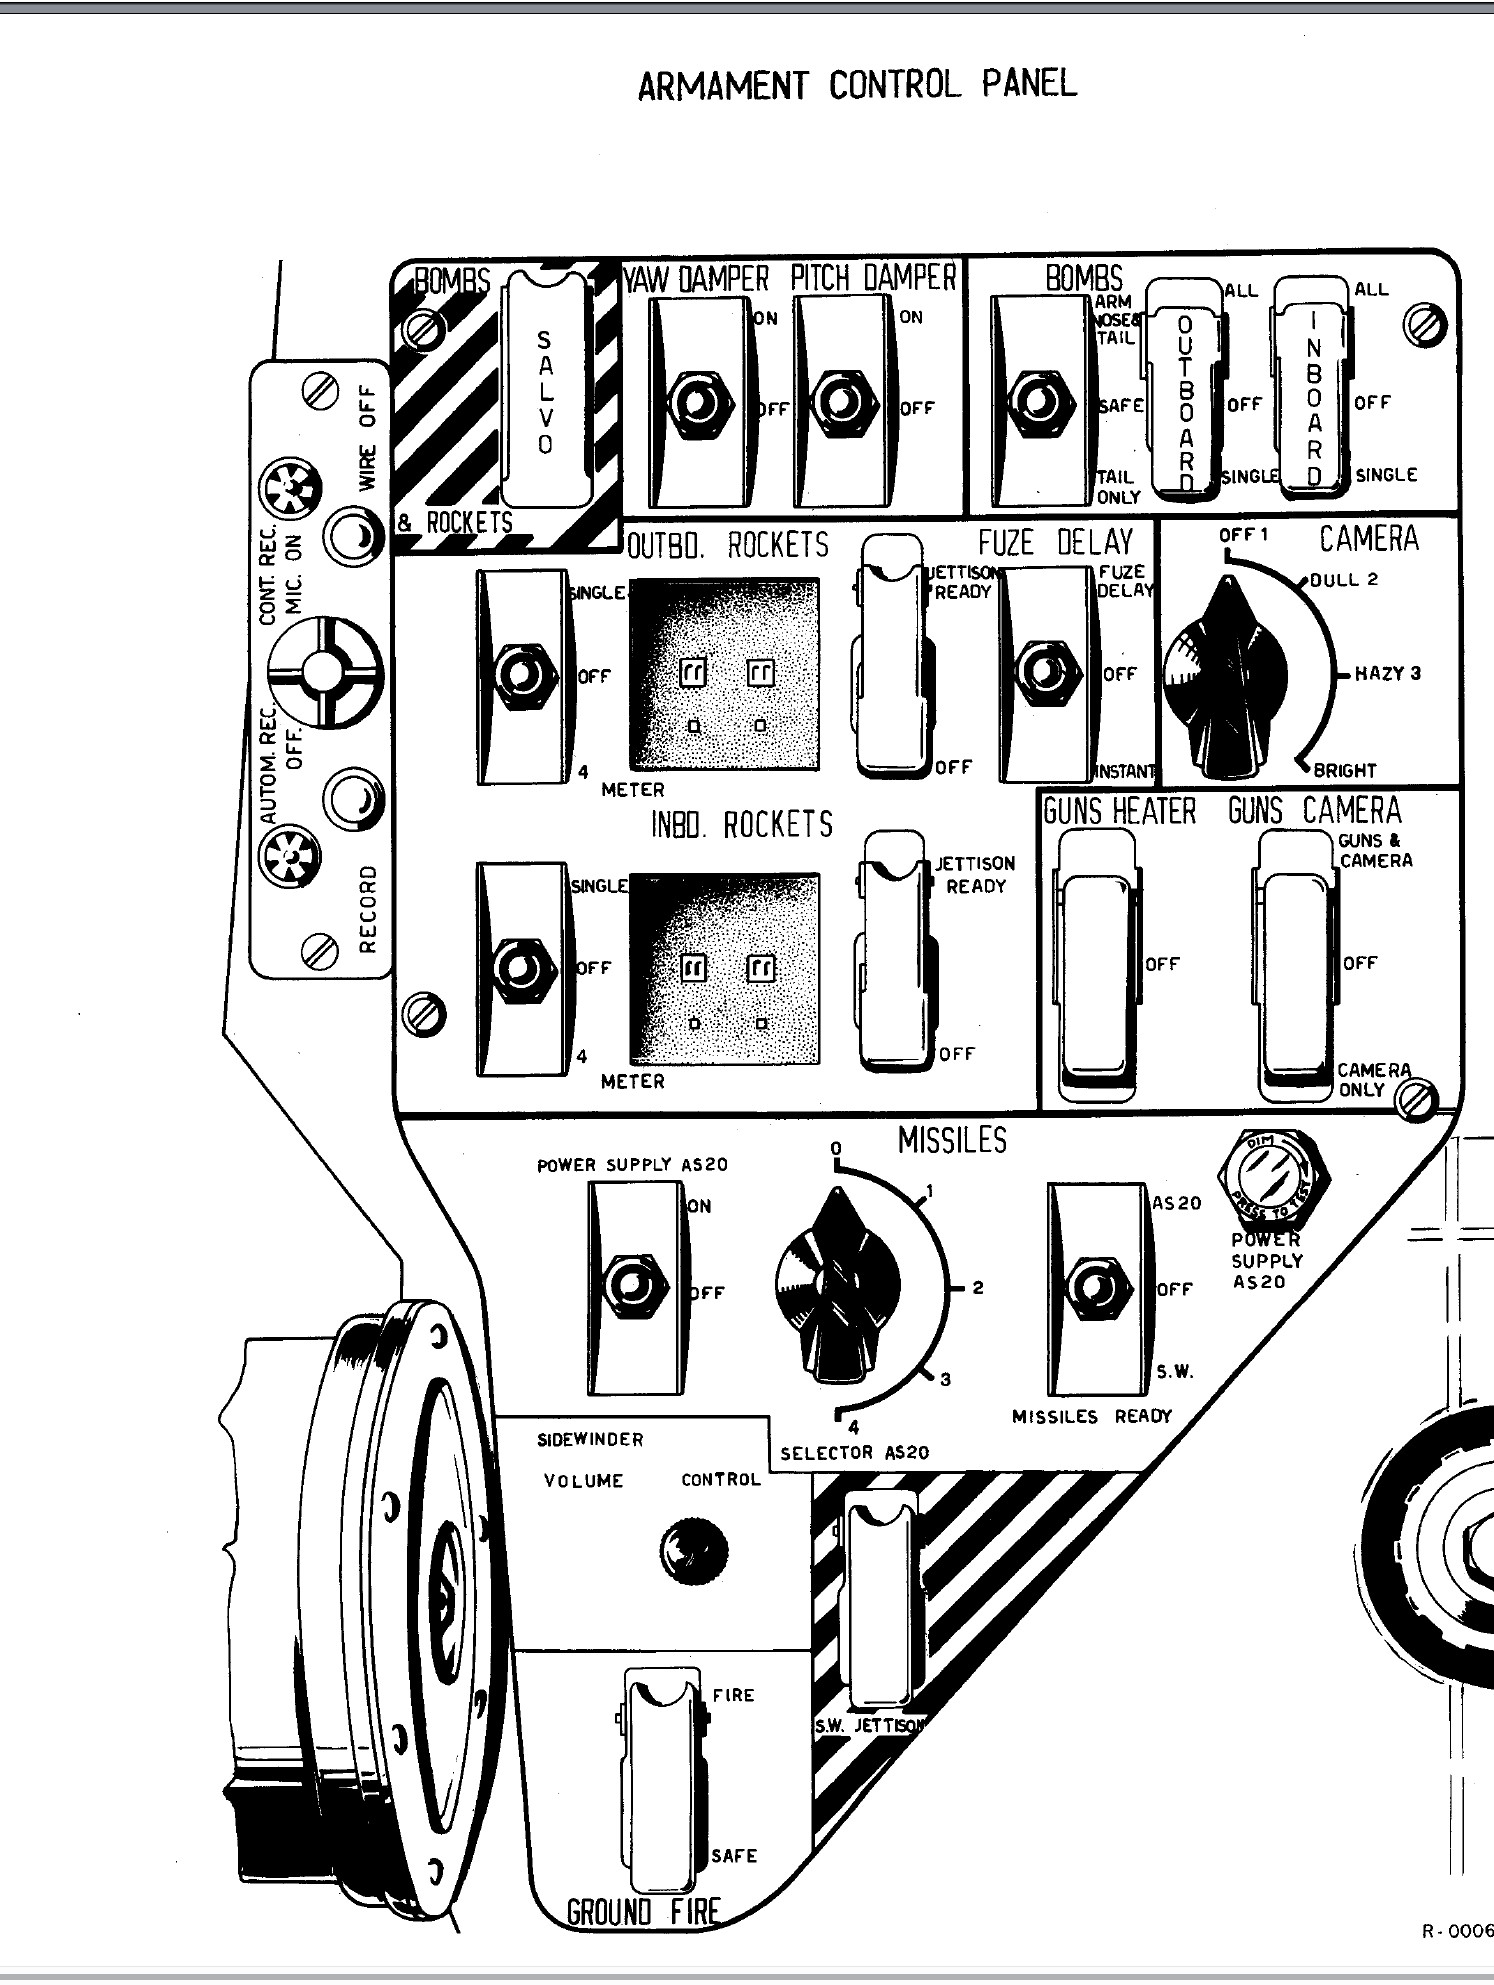 ARMAMENT CONTROL PANEL
BOMBS
SALVO
& ROCKETS
YAW DAMPER
ON
OFF
PITCH DAMPER
ON
OFF
BOMBS
ARM
NOSE&
TAIL
SAFE
TAIL
ONLY
OUTBOARD
ALL
OFF
SINGLE
INBOARD
ALL
OFF
SINGLE
WIRE OFF
CONT. REC.
MIC. ON
AUTOM. REC.
OFF.
RECORD
OUTBD. ROCKETS
SINGLE
OFF
4
METER
JETTISON
READY
OFF
FUZE DELAY
FUZE
DELAY
OFF
INSTANT
CAMERA
OFF 1
DULL 2
HAZY 3
BRIGHT
INBD. ROCKETS
SINGLE
OFF
4
METER
JETTISON
READY
OFF
GUNS HEATER
OFF
GUNS CAMERA
GUNS &
CAMERA
OFF
CAMERA
ONLY
MISSILES
POWER SUPPLY AS20
ON
OFF
0
1
2
3
4
SELECTOR AS20
AS20
OFF
S.W.
MISSILES READY
DIM
PRESS TO TEST
POWER
SUPPLY
AS20
SIDEWINDER
VOLUME CONTROL
S.W. JETTISON
FIRE
SAFE
GROUND FIRE
R-0006